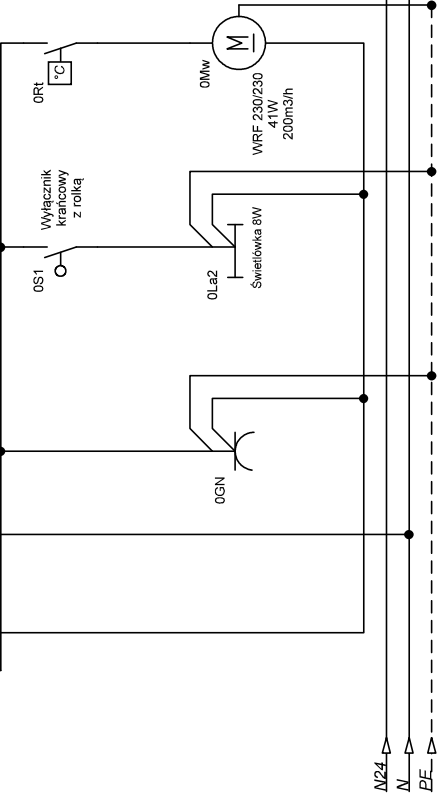 0Rt
°C
0Mw
M
WRF 230/230
41W
200m3/h
Wyłącznik
krańcowy
z rolką
0S1
0La2
Świetlówka 8W
0GN
N24
N
PE